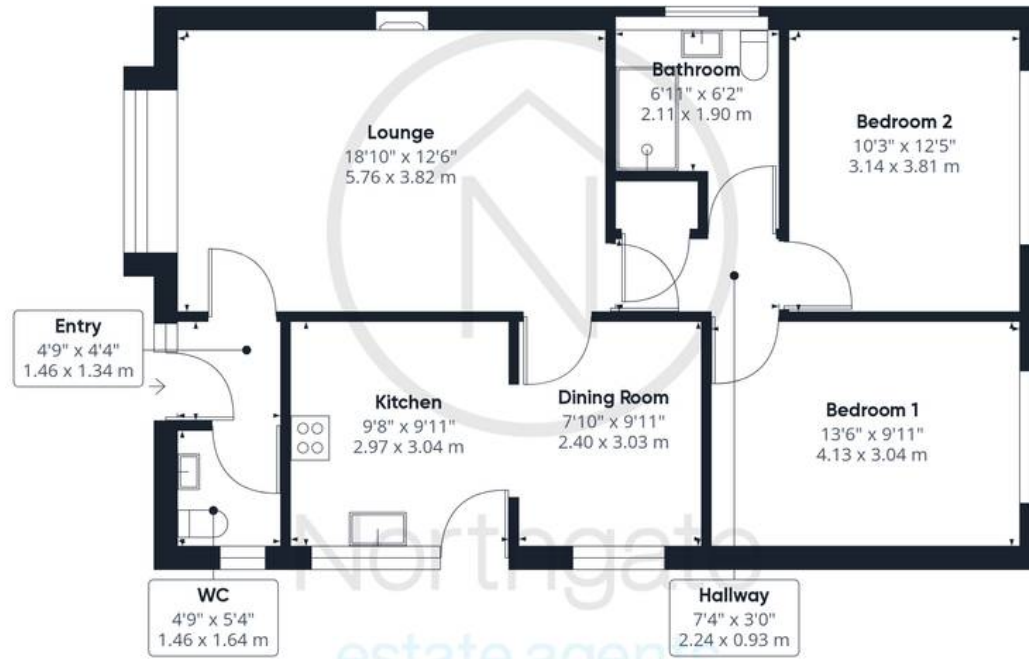 Lounge
18'10" x 12'6"
5.76 x 3.82 m
Bathroom
6'11" x 6'2"
2.11 x 1.90 m
Bedroom 2
10'3" x 12'5"
3.14 x 3.81 m
Entry
4'9" x 4'4"
1.46 x 1.34 m
Kitchen
9'8" x 9'11"
2.97 x 3.04 m
Dining Room
7'10" x 9'11"
2.40 x 3.03 m
Bedroom 1
13'6" x 9'11"
4.13 x 3.04 m
WC
4'9" x 5'4"
1.46 x 1.64 m
Hallway
7'4" x 3'0"
2.24 x 0.93 m
N
Northgate
estate agents